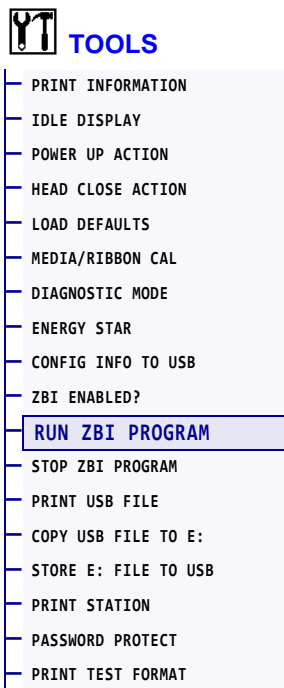 TOOLS
PRINT INFORMATION
IDLE DISPLAY
POWER UP ACTION
HEAD CLOSE ACTION
LOAD DEFAULTS
MEDIA/RIBBON CAL
DIAGNOSTIC MODE
ENERGY STAR
CONFIG INFO TO USB
ZBI ENABLED?
RUN ZBI PROGRAM
STOP ZBI PROGRAM
PRINT USB FILE
COPY USB FILE TO E:
STORE E: FILE TO USB
PRINT STATION
PASSWORD PROTECT
PRINT TEST FORMAT